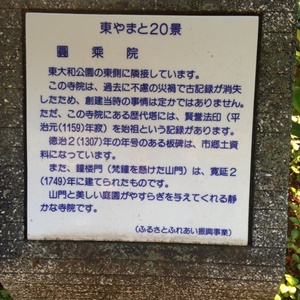 東やまと20景
圓乗院
東大和公園の東側に隣接しています。
この寺院は、過去に不慮の災禍で古記録が消失
したため、創建当時の事情は定かではありません。
ただ、この寺院にある歴代塔には、賢誉法印(平
治元(1159)年寂)を始祖という記録があります。
徳治2(1307)年の年号のある板碑は、市郷土資
料になっています。
また、鐘楼門(梵鐘を懸けた山門)は、寛延2
(1749)年に建てられたものです。
山門と美しい庭園がやすらぎを与えてくれる静
かな寺院です。
(ふるさとふれあい振興事業)